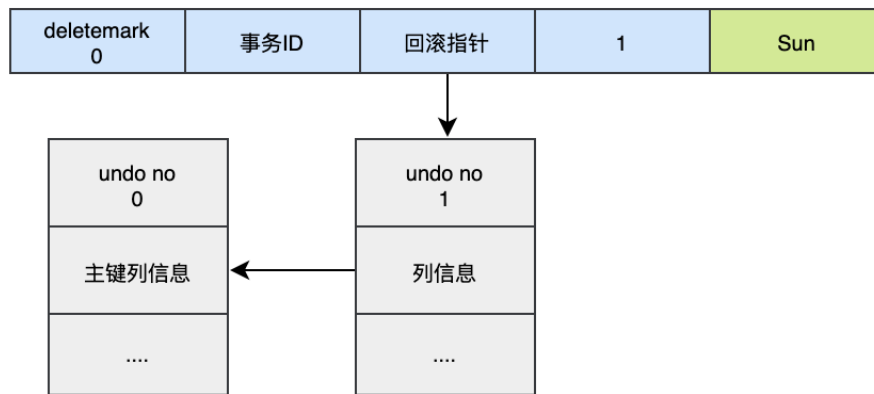 deletemark
0
事务ID
回滚指针
1
Sun
undo no
0
undo no
1
主键列信息
列信息
....
....